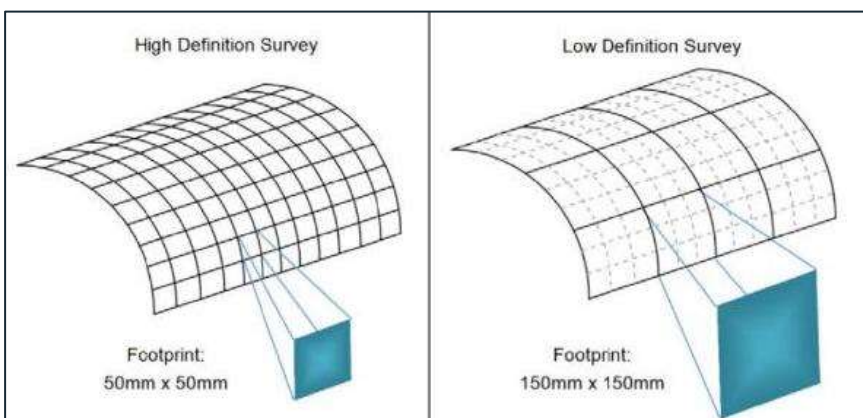 High Definition Survey
Footprint:
50mm x 50mm
Low Definition Survey
Footprint:
150mm x 150mm